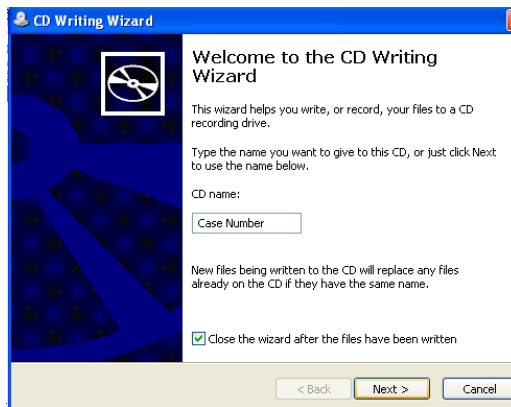 CD Writing Wizard
Welcome to the CD Writing
Wizard
This wizard helps you write, or record, your files to a CD
recording drive.
Type the name you want to give to this CD, or just click Next
to use the name below.
CD name:
Case Number
New files being written to the CD will replace any files
already on the CD if they have the same name.
Close the wizard after the files have been written
< Back Next > Cancel